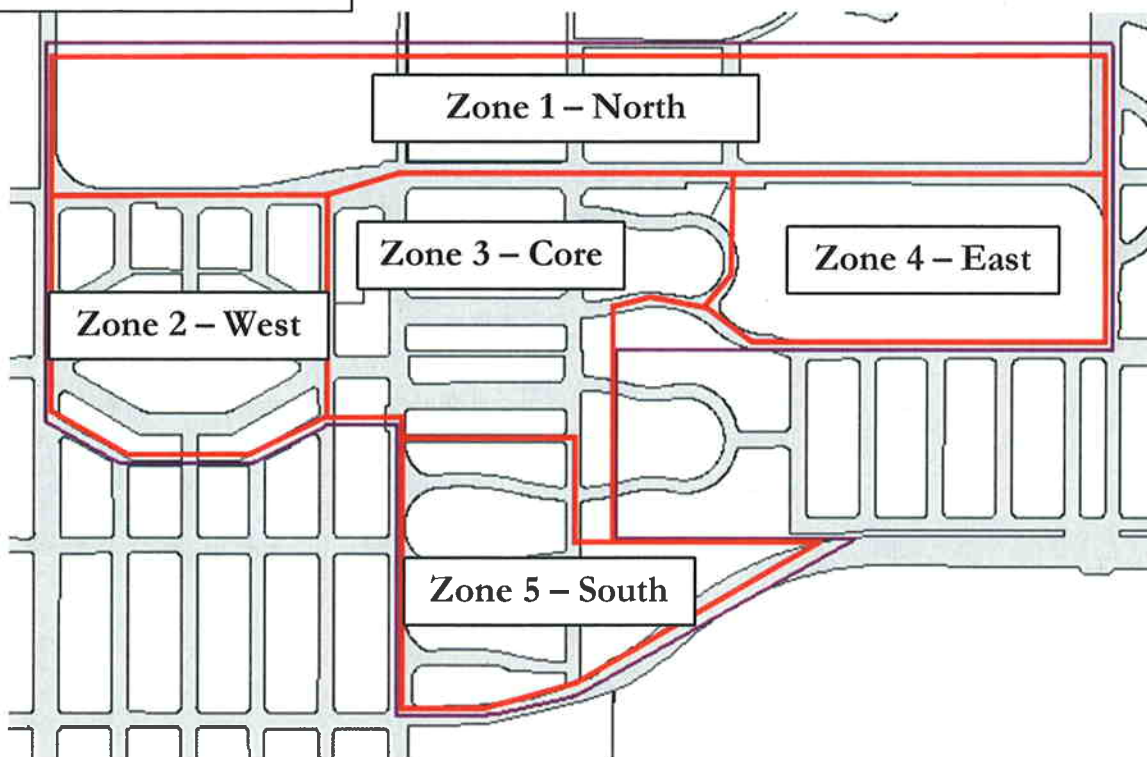 Zone 1 – North
Zone 3 – Core
Zone 4 – East
Zone 2 – West
Zone 5 – South